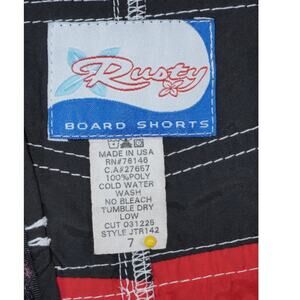 Rusty
BOARD SHORTS
MADE IN USA
RN#76146
C.A#27657
100%POLY
COLD WATER
WASH
NO BLEACH
TUMBLE DRY
LOW
CUT 031225
STYLE JTR142
7